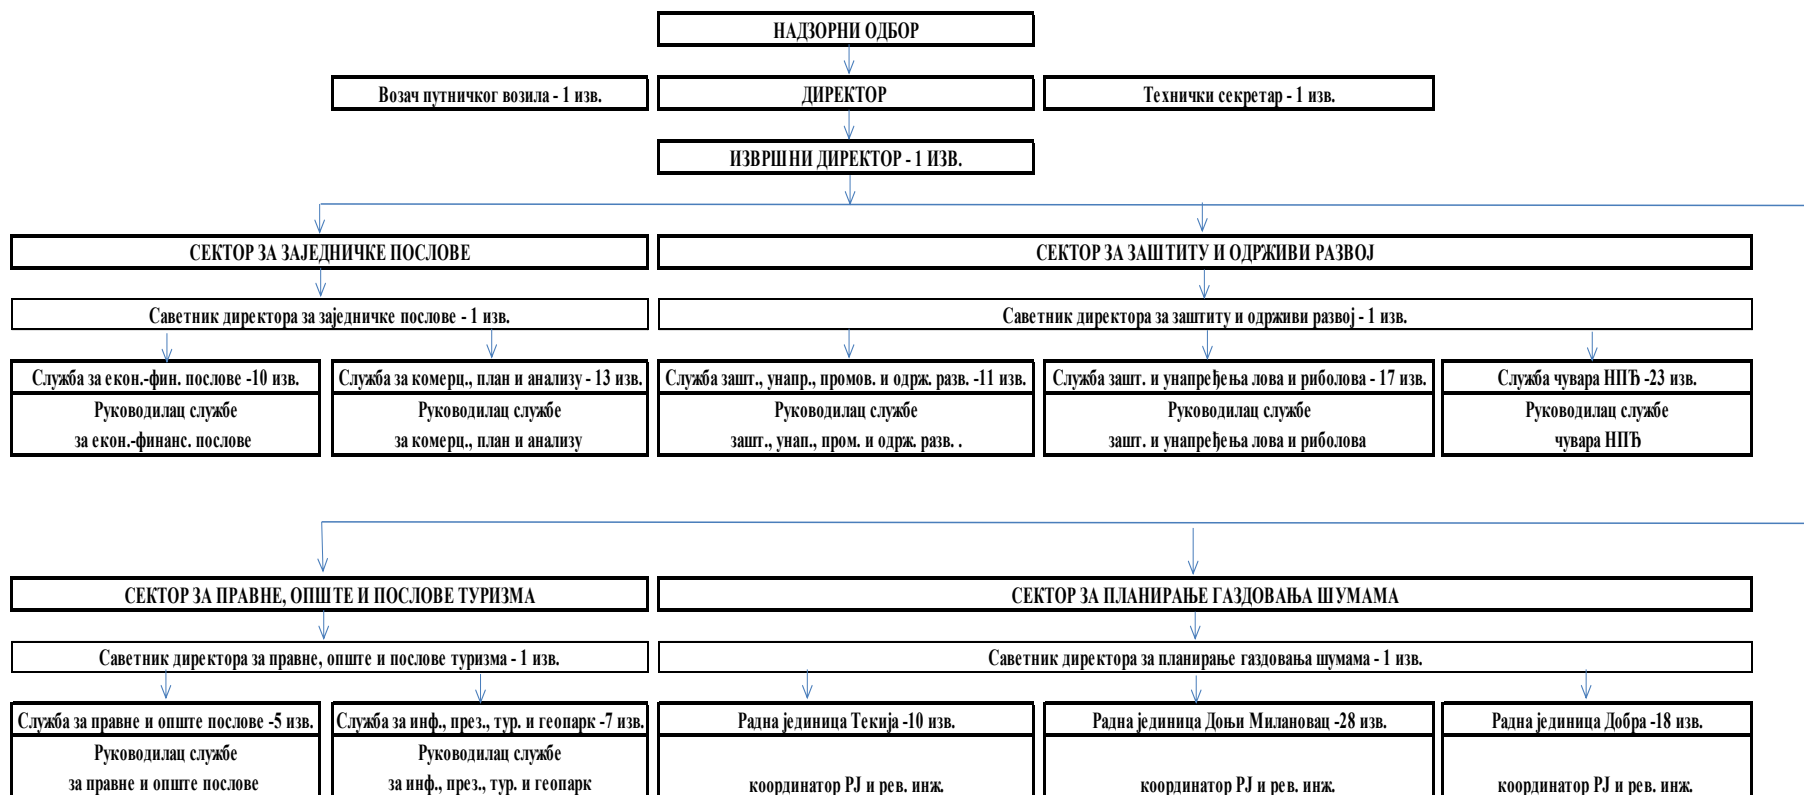 НАДЗОРНИ ОДБОР
Возач путничког возила - 1 изв.
ДИРЕКТОР
Технички секретар - 1 изв.
ИЗВРШНИ ДИРЕКТОР - 1 ИЗВ.
СЕКТОР ЗА ЗАЈЕДНИЧКЕ ПОСЛОВЕ
СЕКТОР ЗА ЗАШТИТУ И ОДРЖИВИ РАЗВОЈ
Саветник директора за заједничке послове - 1 изв.
Саветник директора за заштиту и одрживи развој - 1 изв.
Служба за екон.-фин. послове -10 изв.
Руководилац службе
за екон.-финанс. послове
Служба за комерц., план и анализу - 13 изв.
Руководилац службе
за комерц., план и анализу
Служба зашт., унапр., промов. и одрж. разв. -11 изв.
Руководилац службе
зашт., унап., пром. и одрж. разв. .
Служба зашт. и унапређења лова и риболова - 17 изв.
Руководилац службе
зашт. и унапређења лова и риболова
Служба чувара НПЂ -23 изв.
Руководилац службе
чувара НПЂ
СЕКТОР ЗА ПРАВНЕ, ОПШТЕ И ПОСЛОВЕ ТУРИЗМА
СЕКТОР ЗА ПЛАНИРАЊЕ ГАЗДОВАЊА ШУМАМА
Саветник директора за правне, опште и послове туризма - 1 изв.
Саветник директора за планирање газдовања шумама - 1 изв.
Служба за правне и опште послове -5 изв.
Руководилац службе
за правне и опште послове
Служба за инф., през., тур. и геопарк -7 изв.
Руководилац службе
за инф., през., тур. и геопарк
Радна јединица Текија -10 изв.
координатор РЈ и рев. инж.
Радна јединица Доњи Милановац -28 изв.
координатор РЈ и рев. инж.
Радна јединица Добра -18 изв.
координатор РЈ и рев. инж.